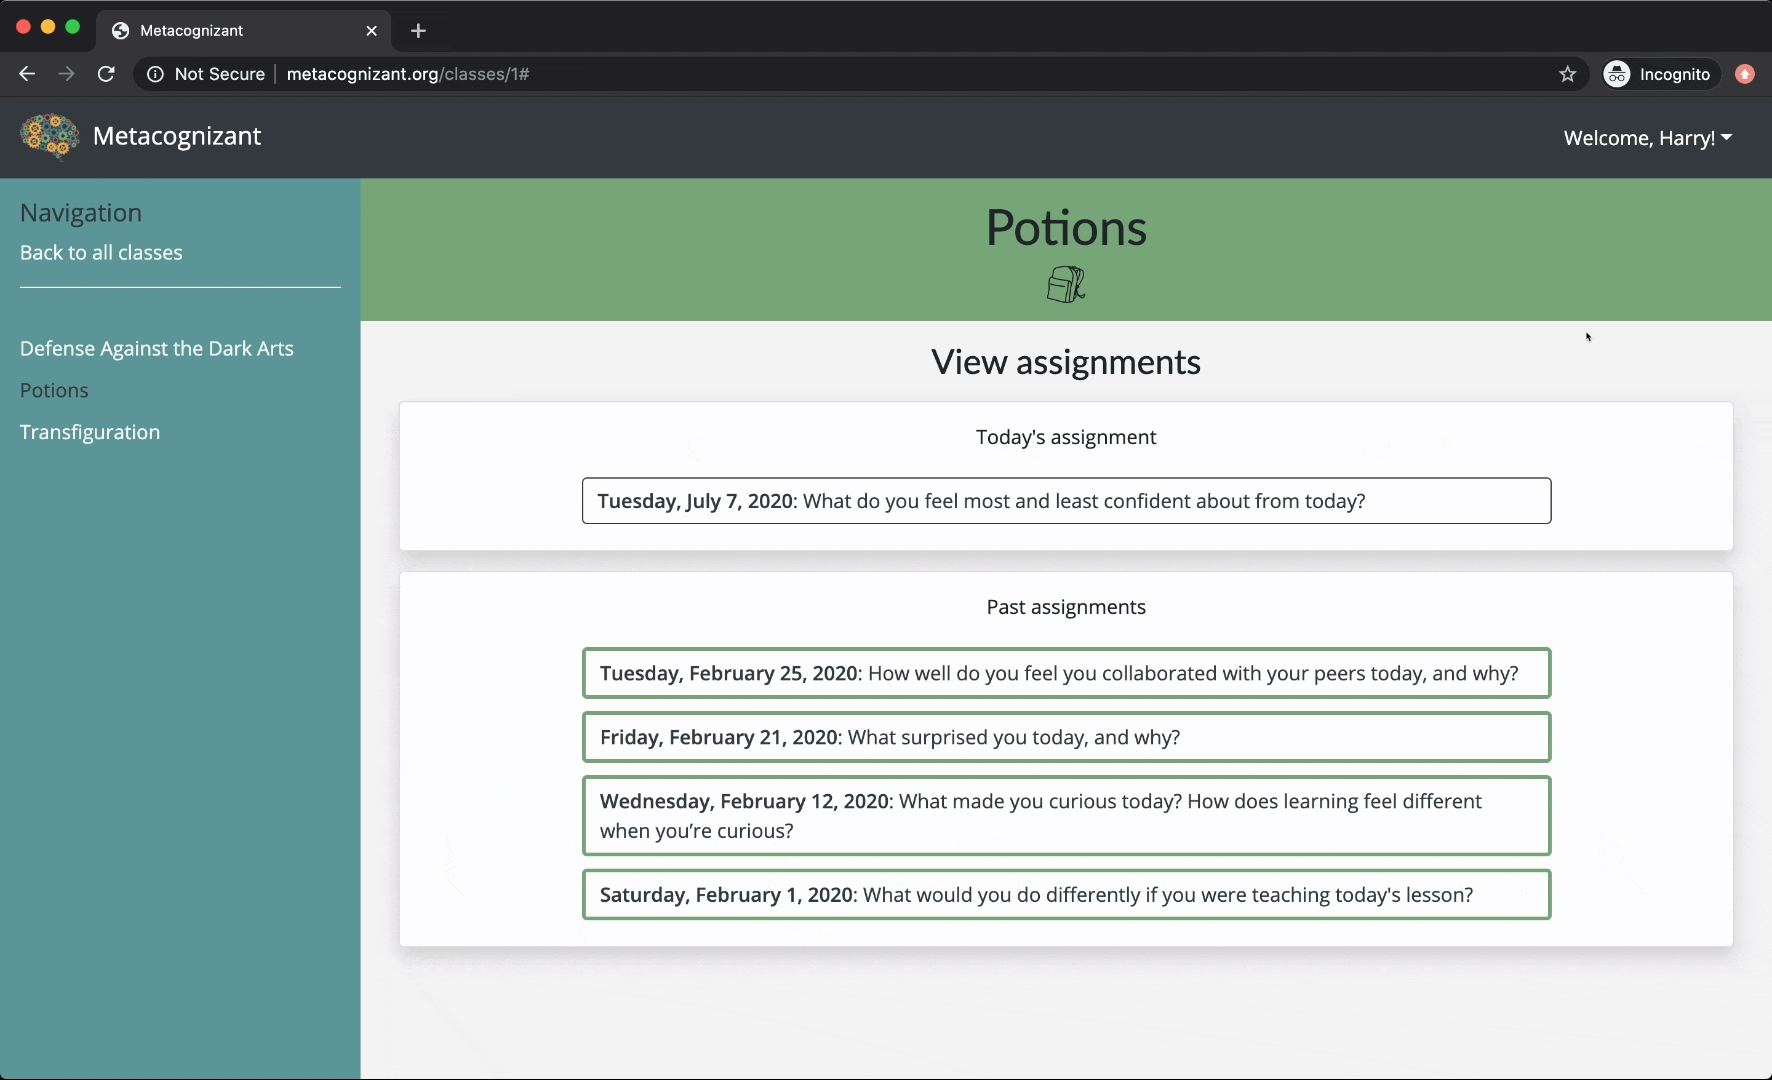 Metacognizant
Not Secure
metacognizant.org/classes/1#
Incognito
Metacognizant
Welcome, Harry!
Navigation
Back to all classes
Defense Against the Dark Arts
Potions
Transfiguration
Potions
View assignments
Today's assignment
Tuesday, July 7, 2020: What do you feel most and least confident about from today?
Past assignments
Tuesday, February 25, 2020: How well do you feel you collaborated with your peers today, and why?
Friday, February 21, 2020: What surprised you today, and why?
Wednesday, February 12, 2020: What made you curious today? How does learning feel different
when you’re curious?
Saturday, February 1, 2020: What would you do differently if you were teaching today's lesson?